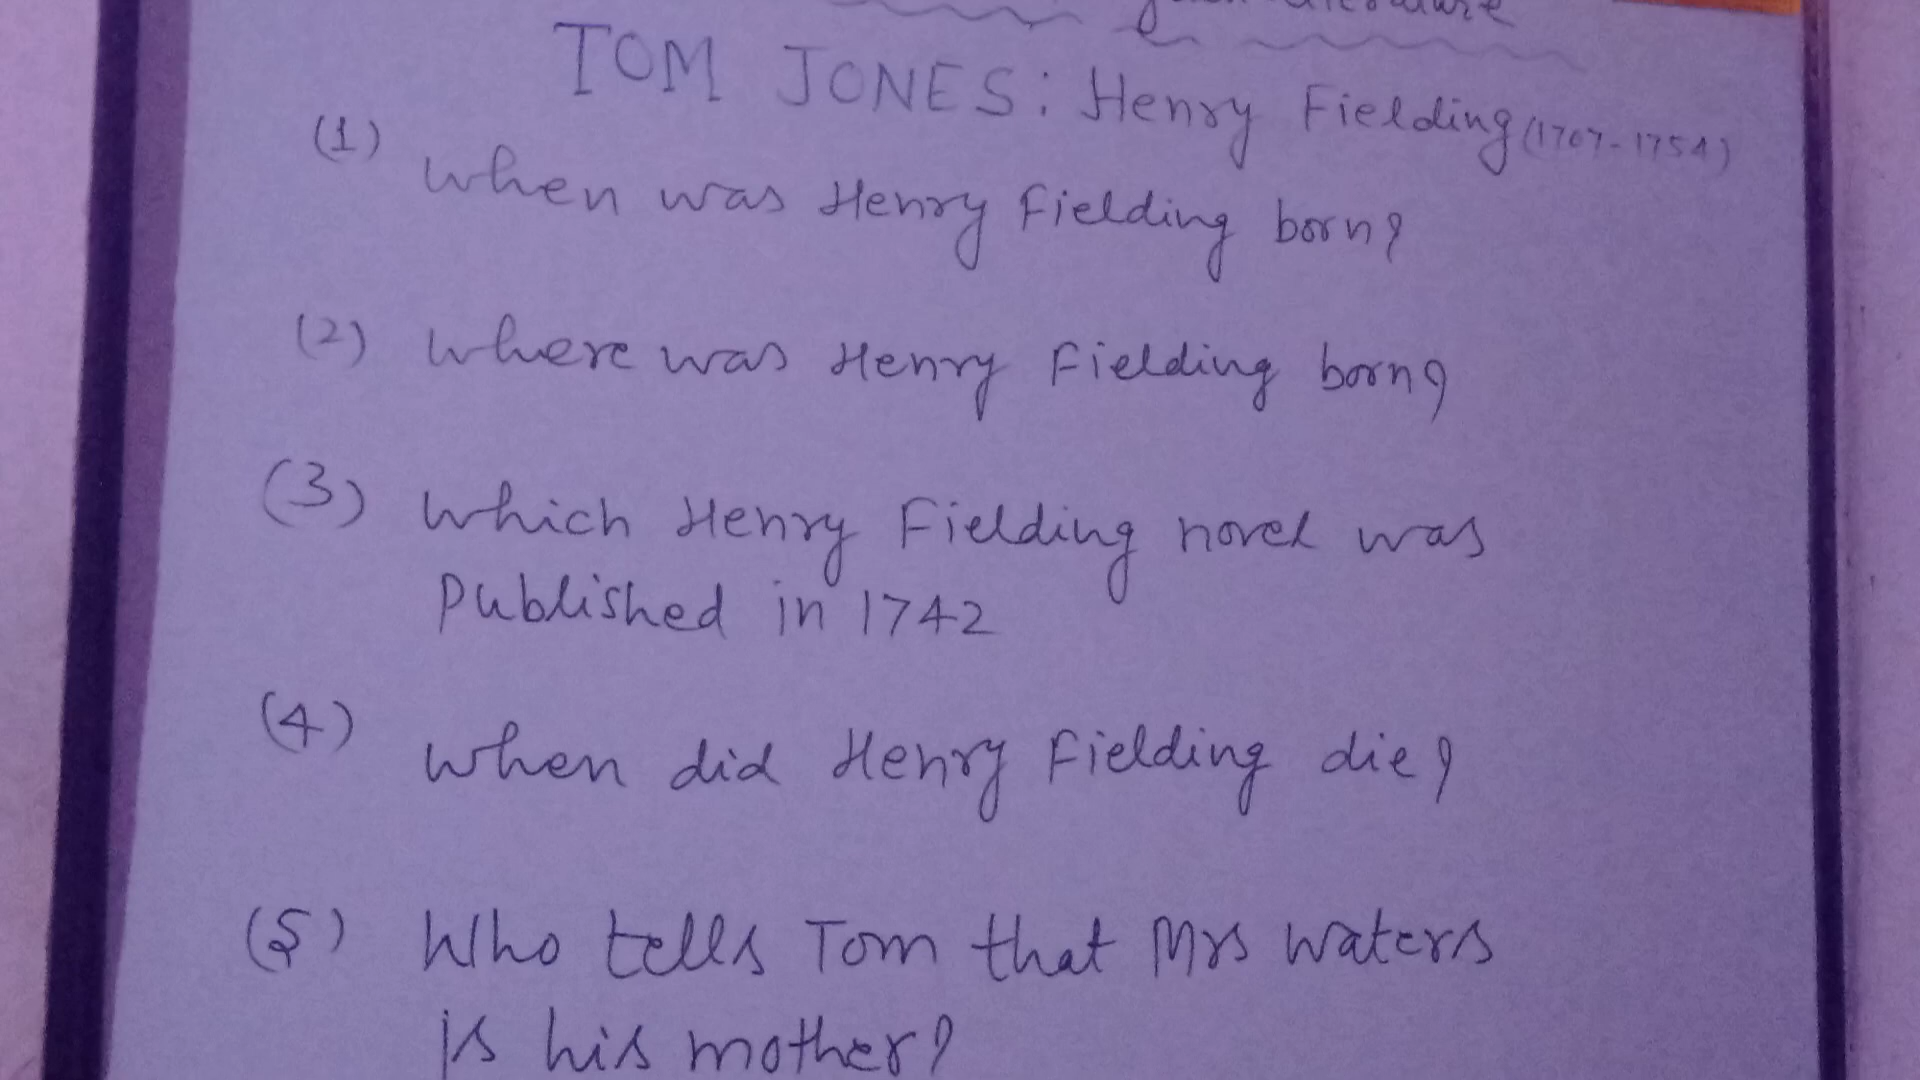 TOM JONES: Henry Fielding (1707-1754)
(1) when was Henry Fielding born?
(2) where was Henry Fielding born?
(3) which Henry Fielding novel was
Published in 1742
(4) when did Henry Fielding die?
(5) Who tells Tom that Mrs waters
is his mother?